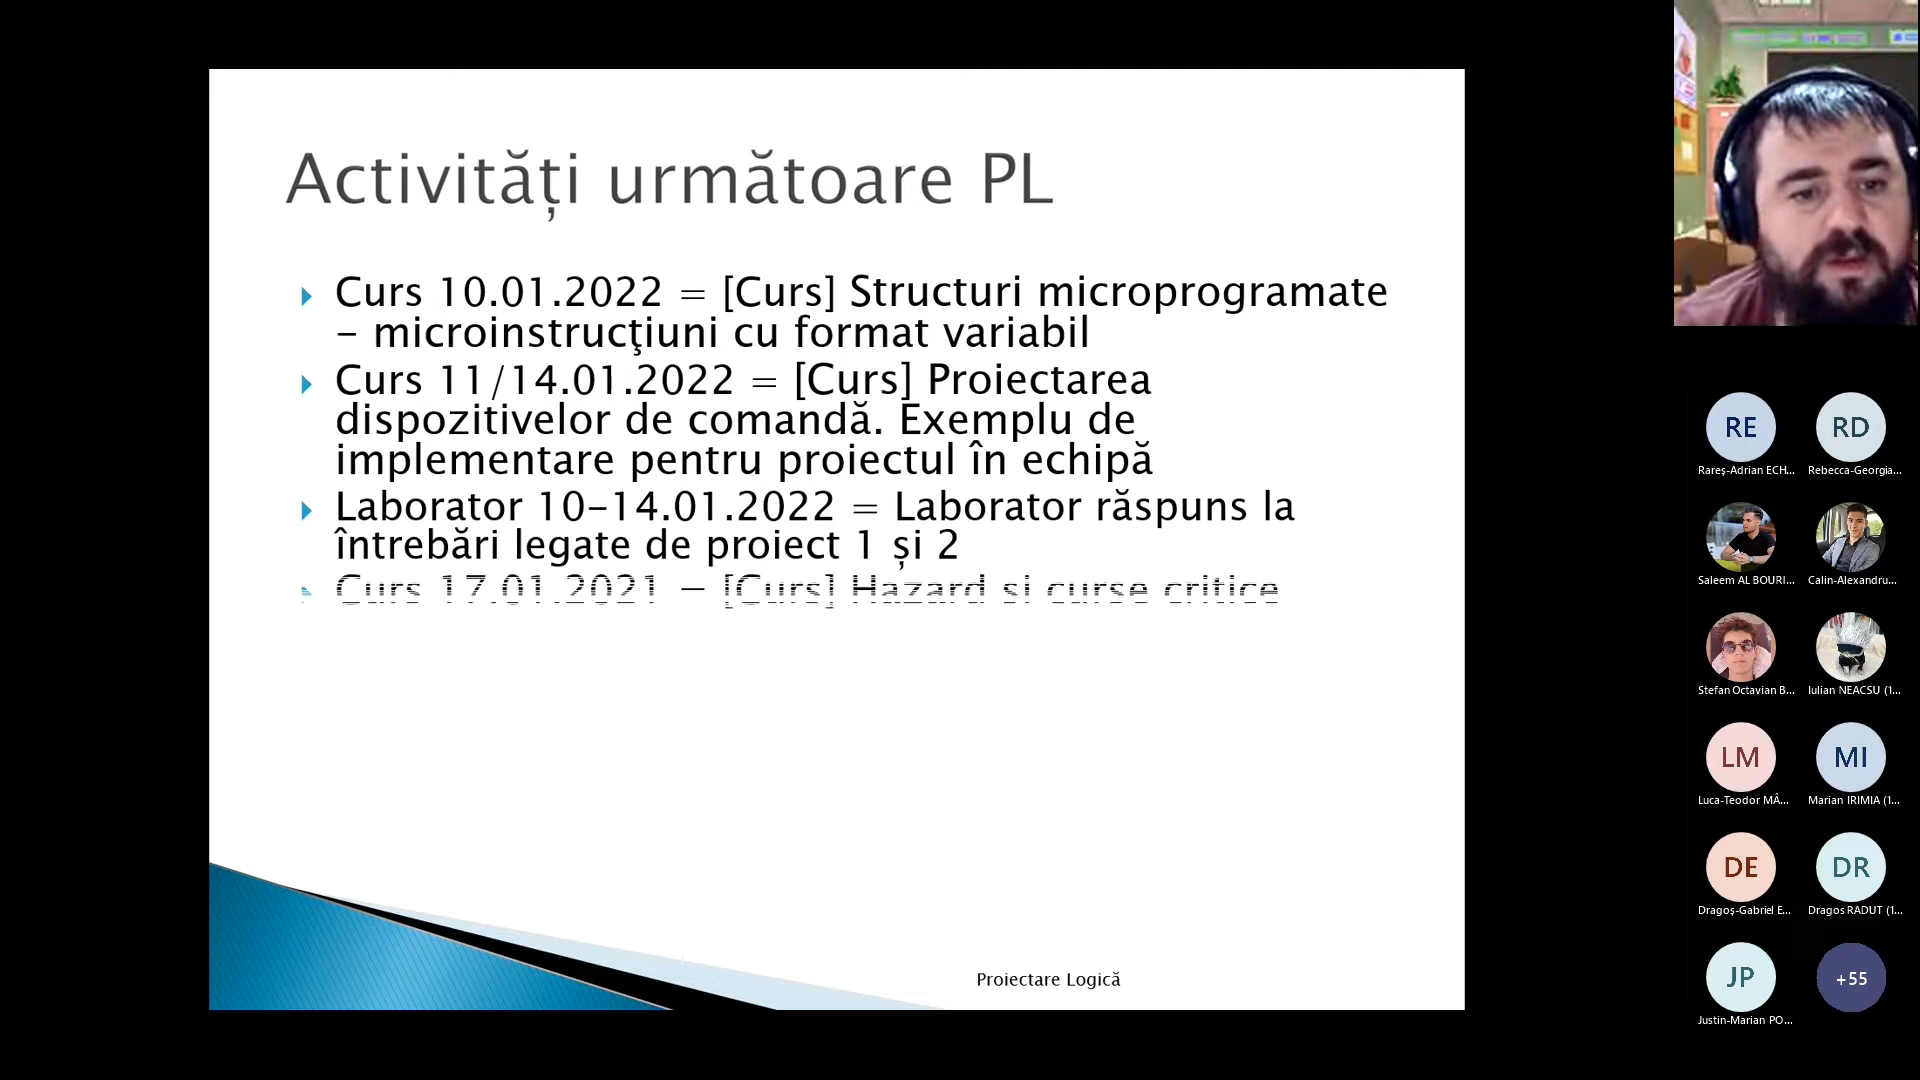 Activități următoare PL
Curs 10.01.2022 = [Curs] Structuri microprogramate
- microinstrucţiuni cu format variabil
Curs 11/14.01.2022 = [Curs] Proiectarea
dispozitivelor de comandă. Exemplu de
implementare pentru proiectul în echipă
Laborator 10-14.01.2022 = Laborator răspuns la
întrebări legate de proiect 1 și 2
Curs 17.01.2021 = [Curs] Hazard si curse critice
Proiectare Logică
RE
RD
Rareș-Adrian ECH...
Rebecca-Georgia...
Saleem AL BOURI...
Calin-Alexandru...
Stefan Octavian B...
Iulian NEACSU (1...
LM
MI
Luca-Teodor MÂ...
Marian IRIMIA (1...
DE
DR
Dragoș-Gabriel E...
Dragos RADUT (1...
JP
+55
Justin-Marian PO...